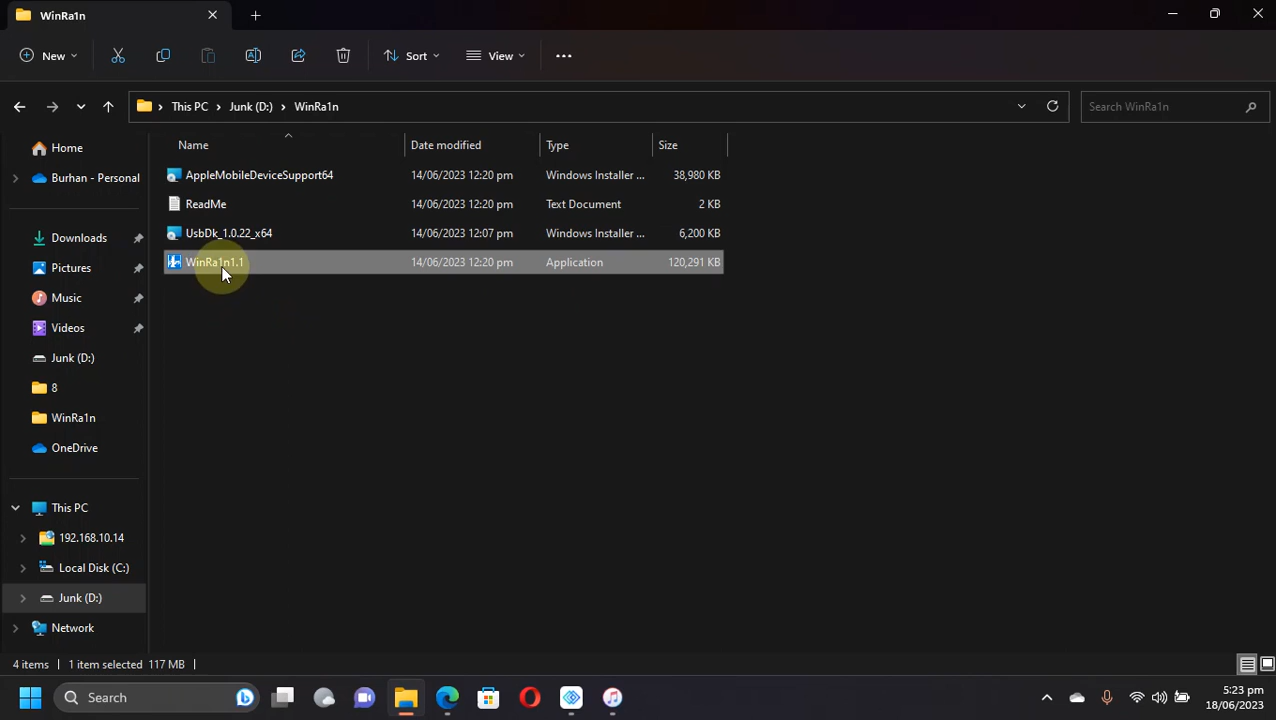 WinRa1n
New
Sort
View
This PC
Junk (D:)
WinRa1n
Search WinRa1n
Name
Date modified
Type
Size
Home
Burhan - Personal
Downloads
Pictures
Music
Videos
Junk (D:)
8
WinRa1n
OneDrive
This PC
192.168.10.14
Local Disk (C:)
Junk (D:)
Network
AppleMobileDeviceSupport64 14/06/2023 12:20 pm Windows Installer ... 38,980 KB
ReadMe 14/06/2023 12:20 pm Text Document 2 KB
UsbDk_1.0.22_x64 14/06/2023 12:07 pm Windows Installer ... 6,200 KB
WinRa1n1.1 14/06/2023 12:20 pm Application 120,291 KB
4 items 1 item selected 117 MB
Search
5:23 pm
18/06/2023